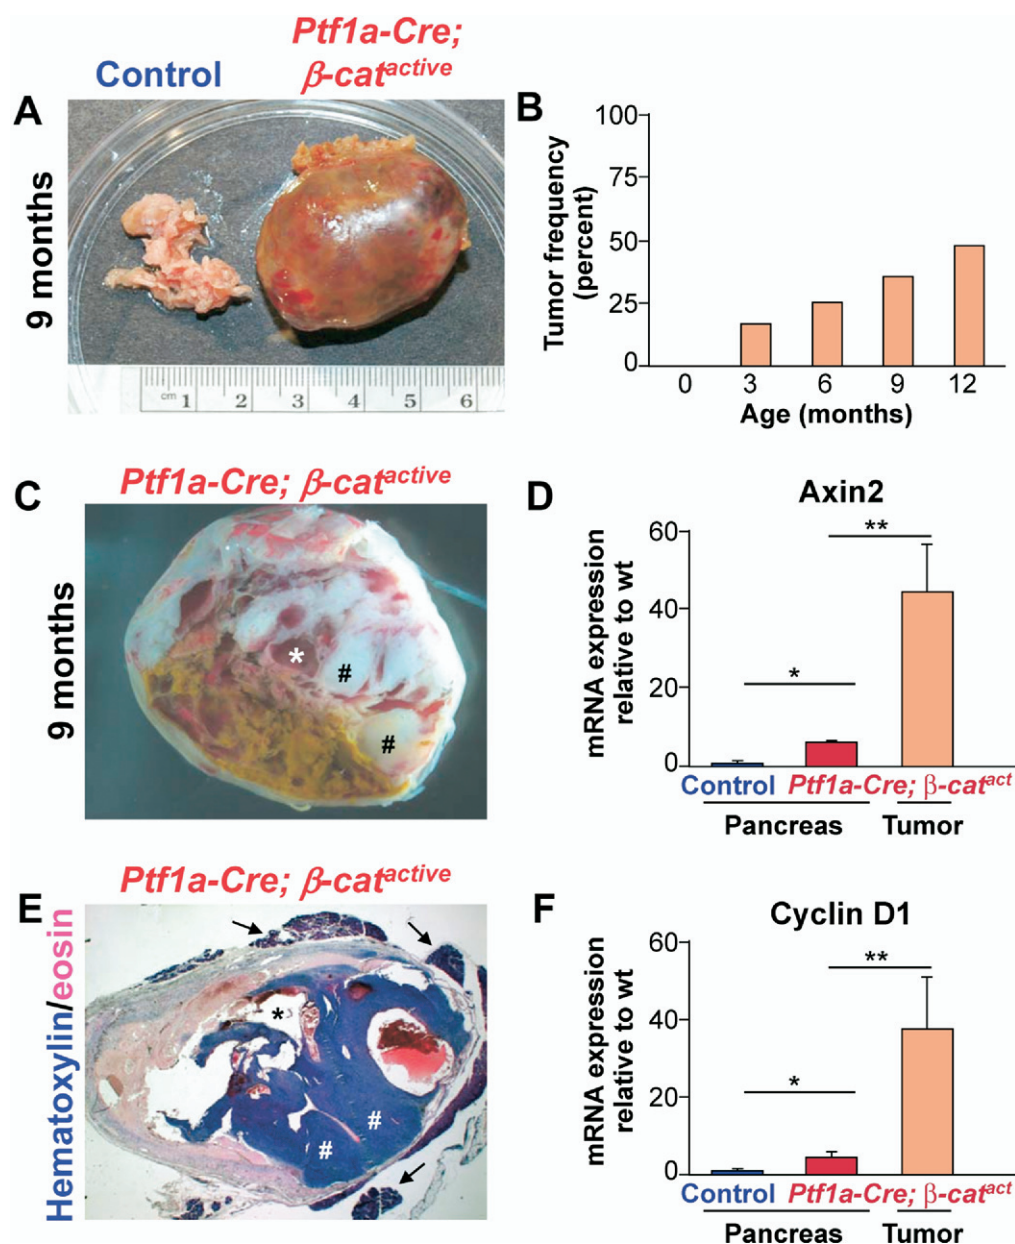 Ptf1a-Cre;
Control β-cat^active
A
9 months
cm 1 2 3 4 5 6
B
Tumor frequency
(percent)
100
75
50
25
0
0 3 6 9 12
Age (months)
C
Ptf1a-Cre; β-cat^active
9 months
*
#
#
D
Axin2
mRNA expression
relative to wt
60
40
20
0
**
*
Control Ptf1a-Cre; β-cat^act
Pancreas Tumor
E
Ptf1a-Cre; β-cat^active
Hematoxylin/eosin
*
#
#
F
Cyclin D1
mRNA expression
relative to wt
60
40
20
0
**
*
Control Ptf1a-Cre; β-cat^act
Pancreas Tumor